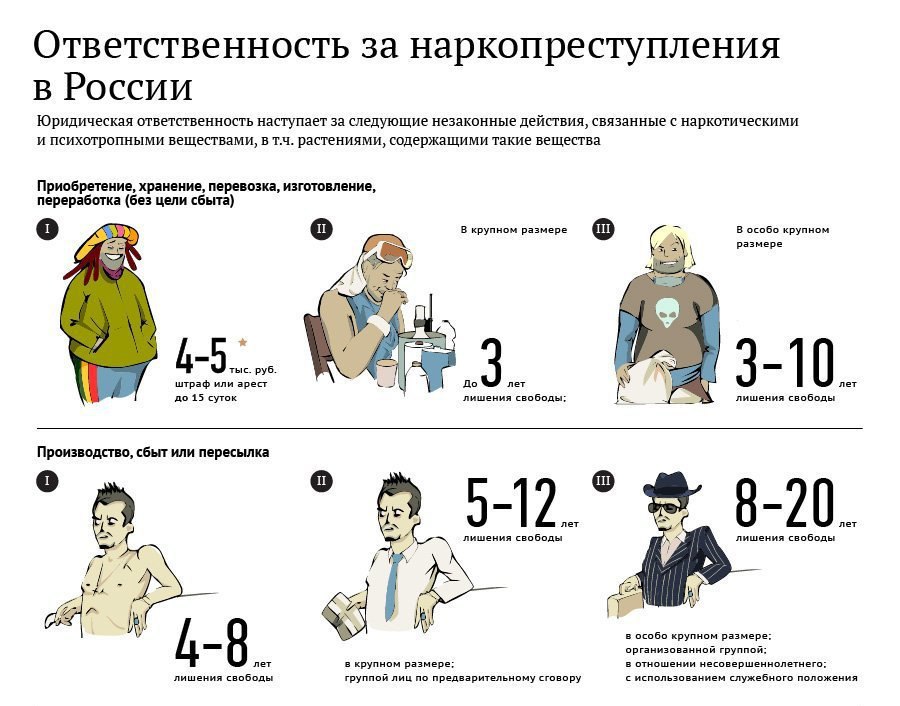 Ответственность за наркопреступления
в России
Юридическая ответственность наступает за следующие незаконные действия, связанные с наркотическими
и психотропными веществами, в т.ч. растениями, содержащими такие вещества
Приобретение, хранение, перевозка, изготовление,
переработка (без цели сбыта)
I
4–5 тыс. руб.
штраф или арест
до 15 суток
II
В крупном размере
До 3 лет
лишения свободы;
III
В особо крупном
размере
3–10 лет
лишения свободы
Производство, сбыт или пересылка
I
4–8 лет
лишения свободы
II
5–12 лет
лишения свободы
в крупном размере;
группой лиц по предварительному сговору
III
8–20 лет
лишения свободы
в особо крупном размере;
организованной группой;
в отношении несовершеннолетнего;
с использованием служебного положения